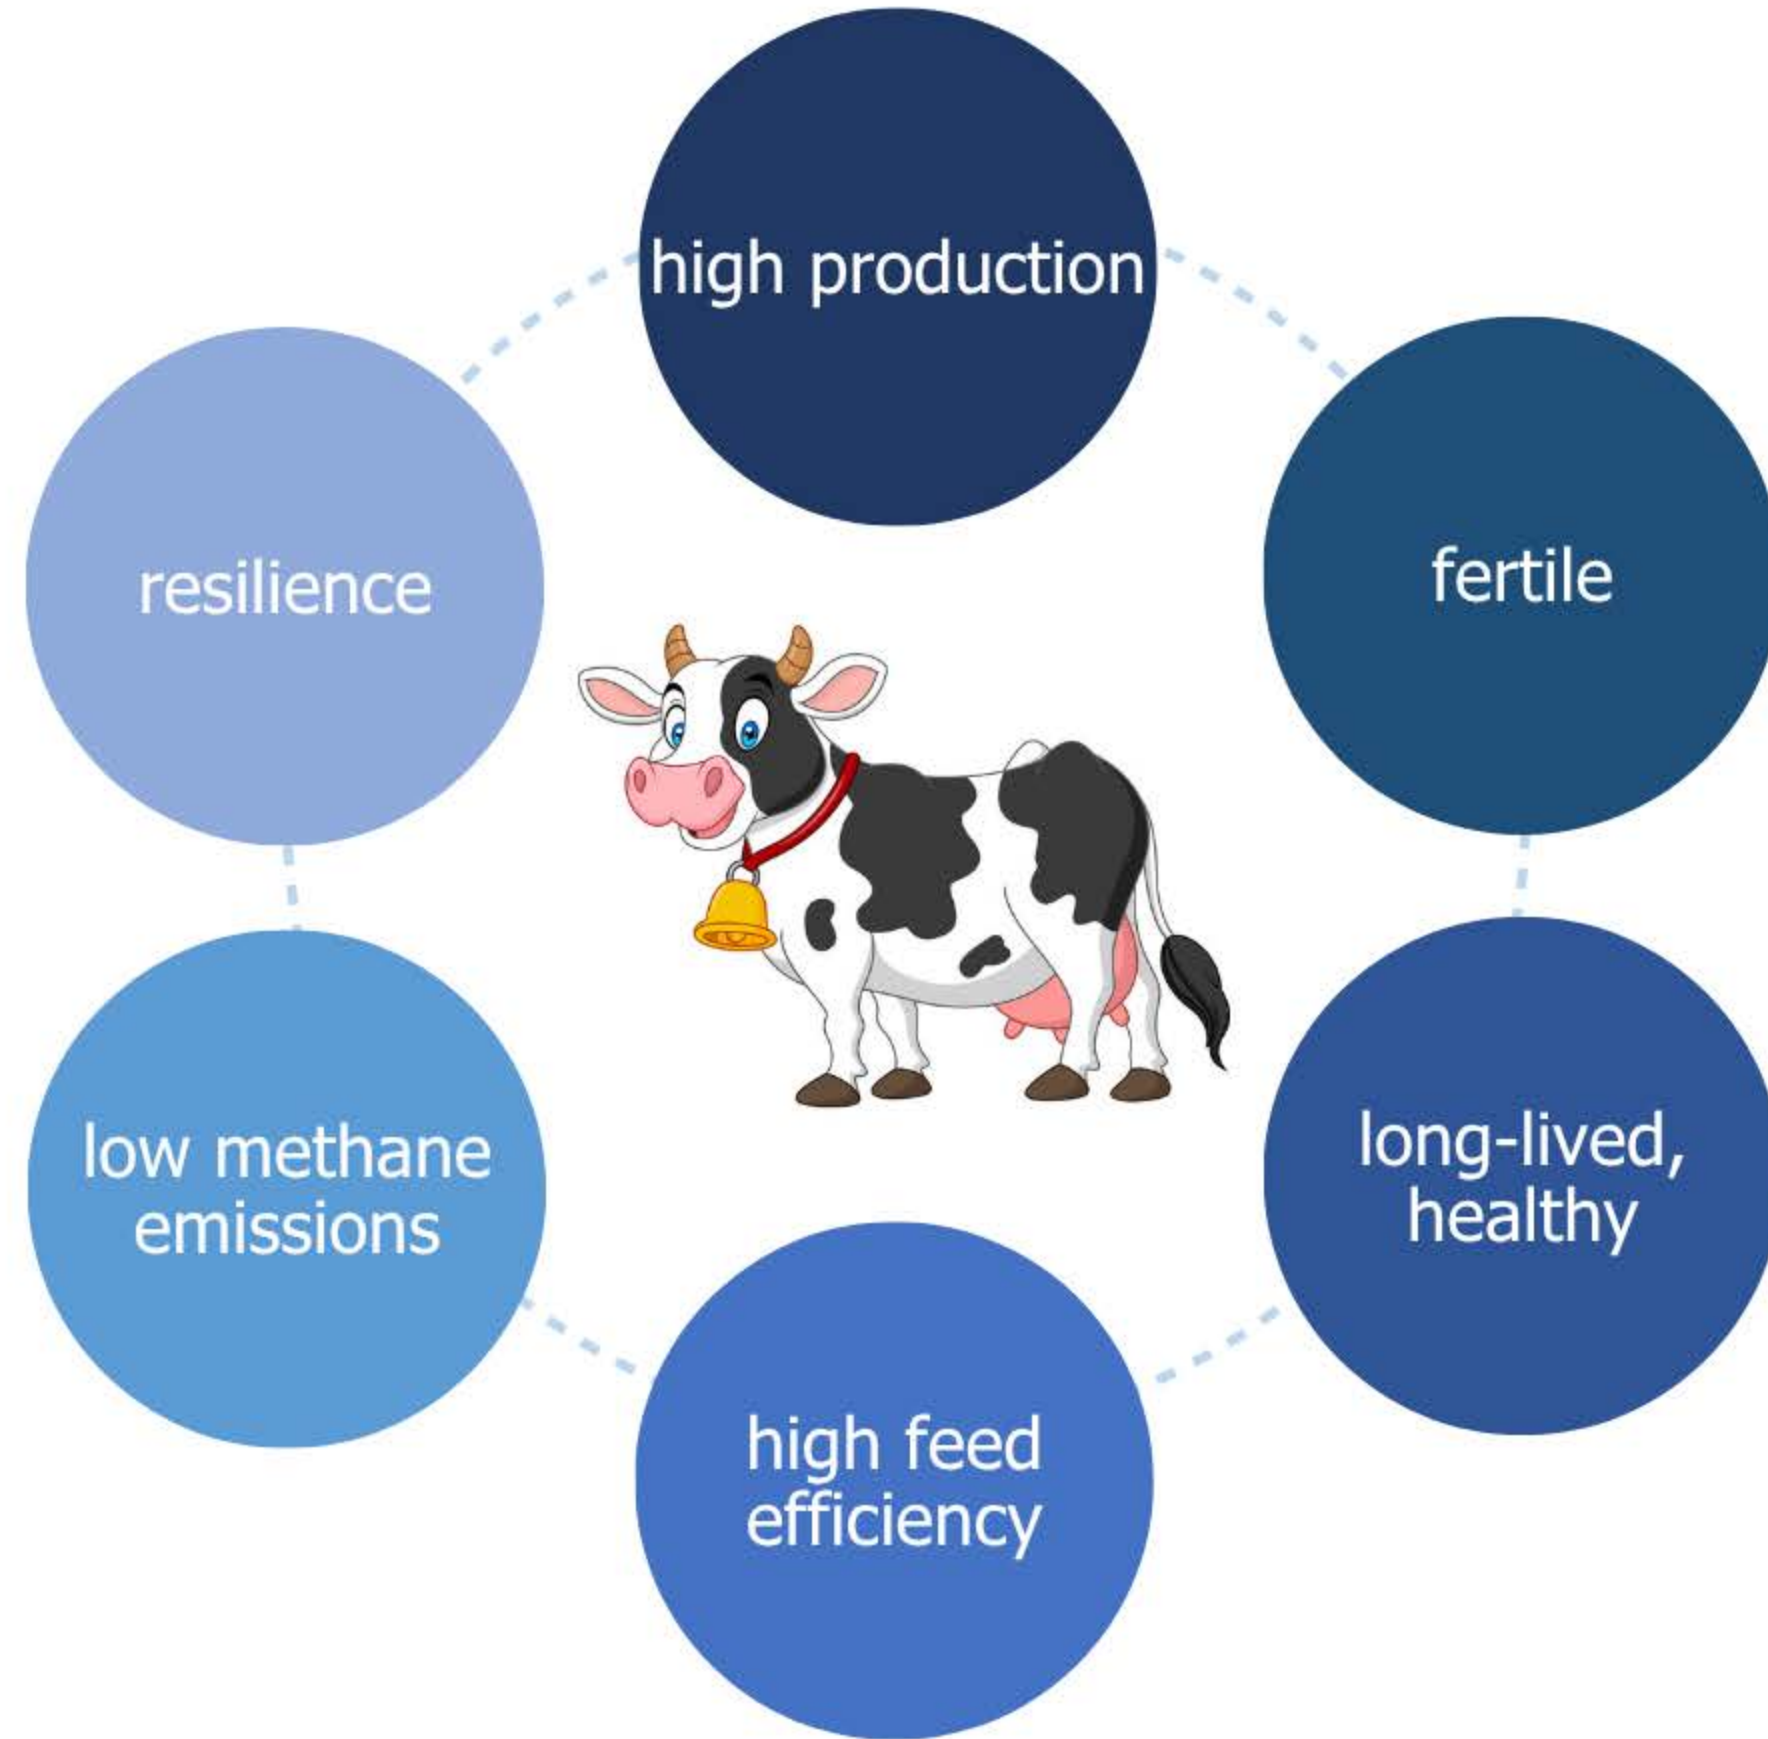 high production
fertile
long-lived,
healthy
high feed
efficiency
low methane
emissions
resilience